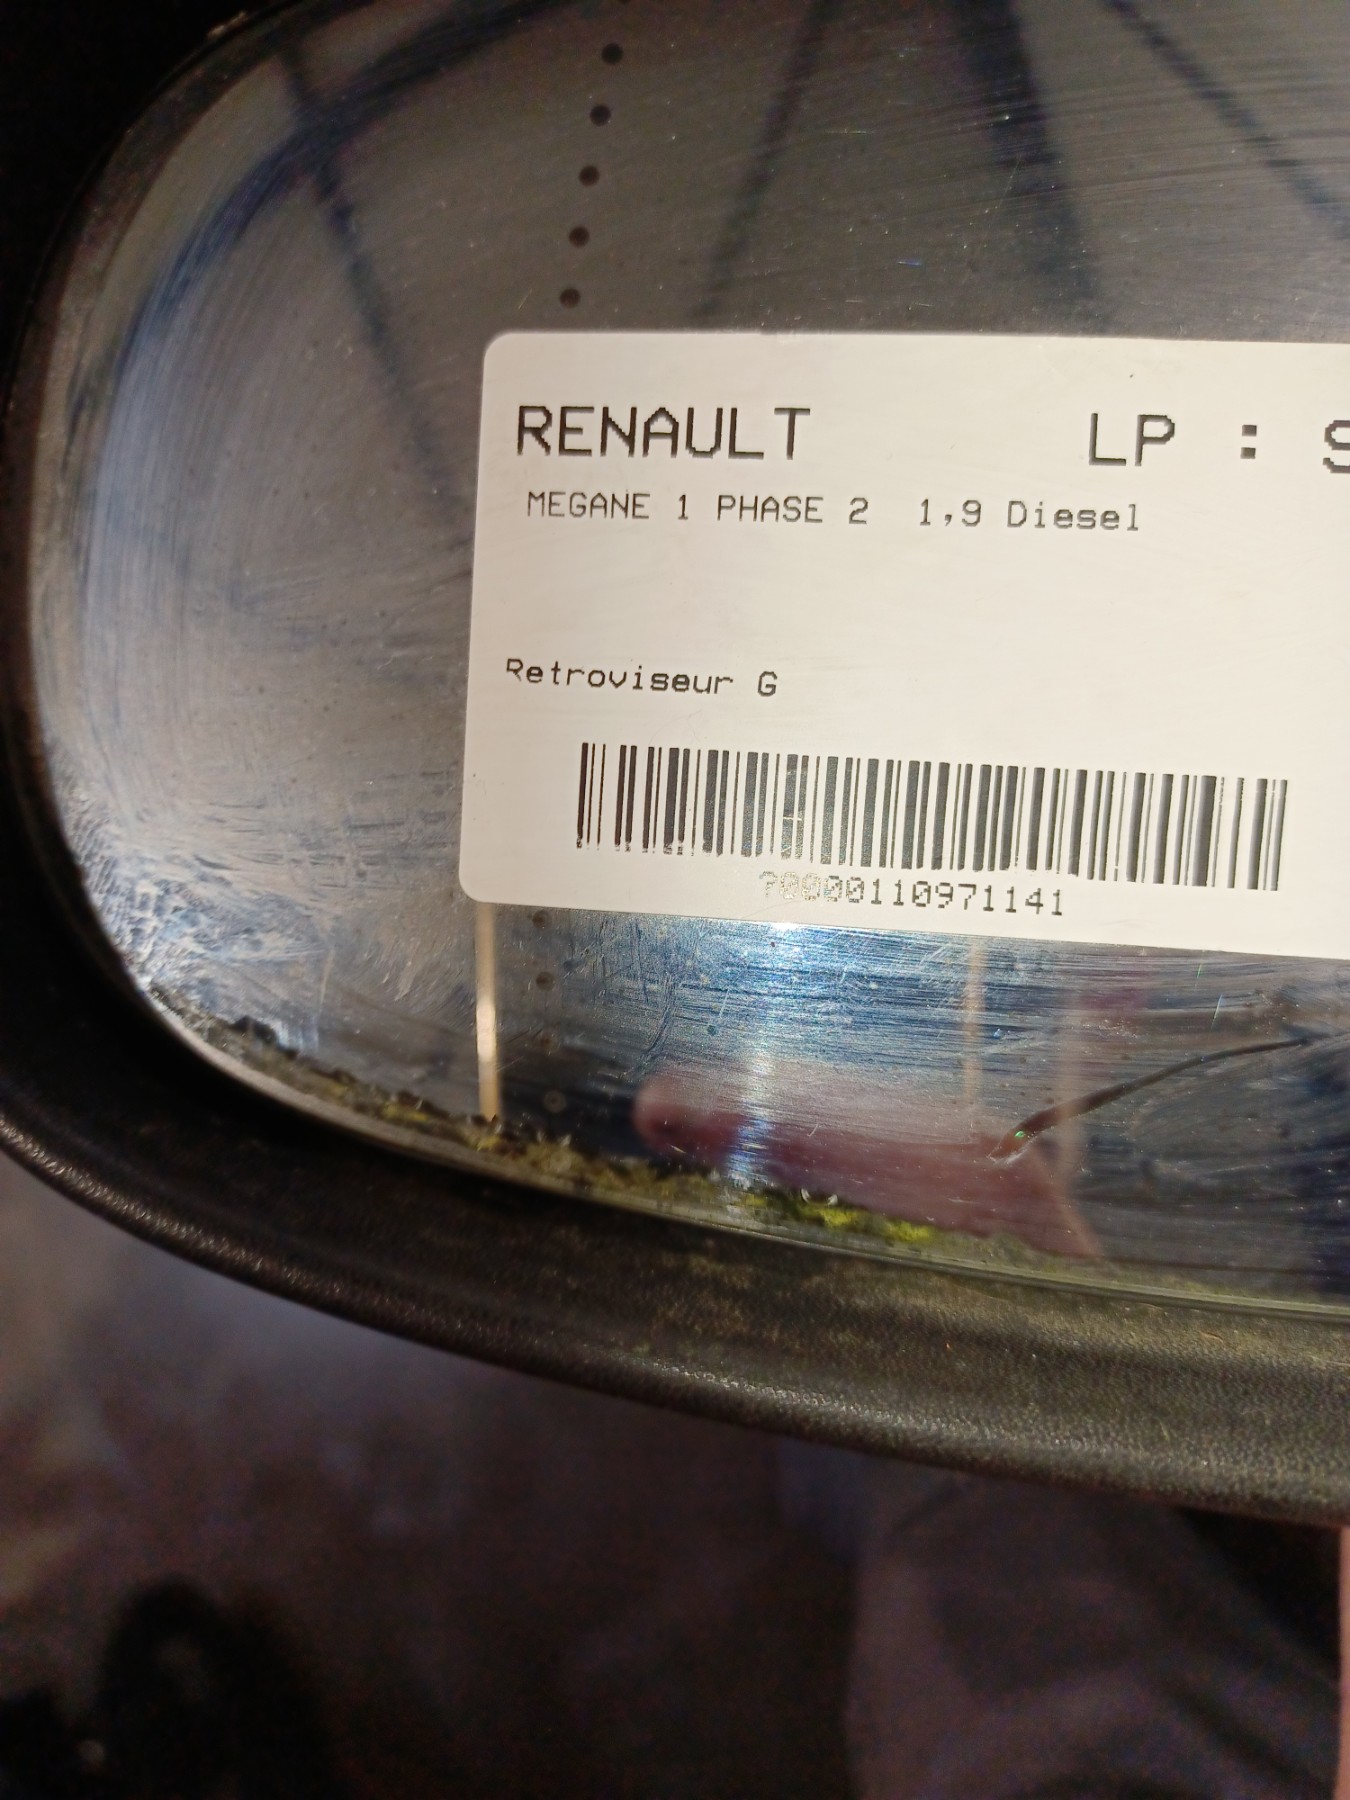 RENAULT LP :
MEGANE 1 PHASE 2 1,9 Diesel
Retroviseur G